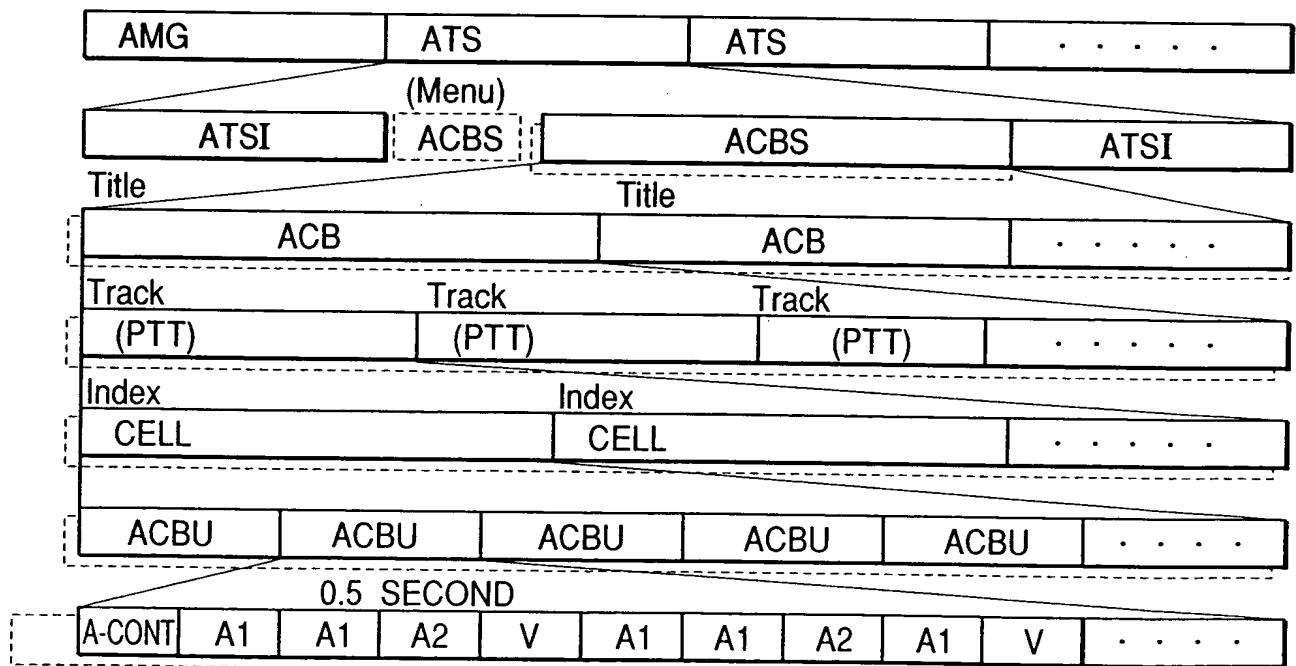 AMG ATS ATS . . . . .
(Menu)
ATSI ACBS ACBS ATSI
Title Title
ACB ACB . . . . .
Track Track Track
(PTT) (PTT) (PTT) . . . . .
Index Index
CELL CELL . . . . .
ACBU ACBU ACBU ACBU ACBU . . . .
0.5 SECOND
A-CONT A1 A1 A2 V A1 A1 A2 A1 V . . . .